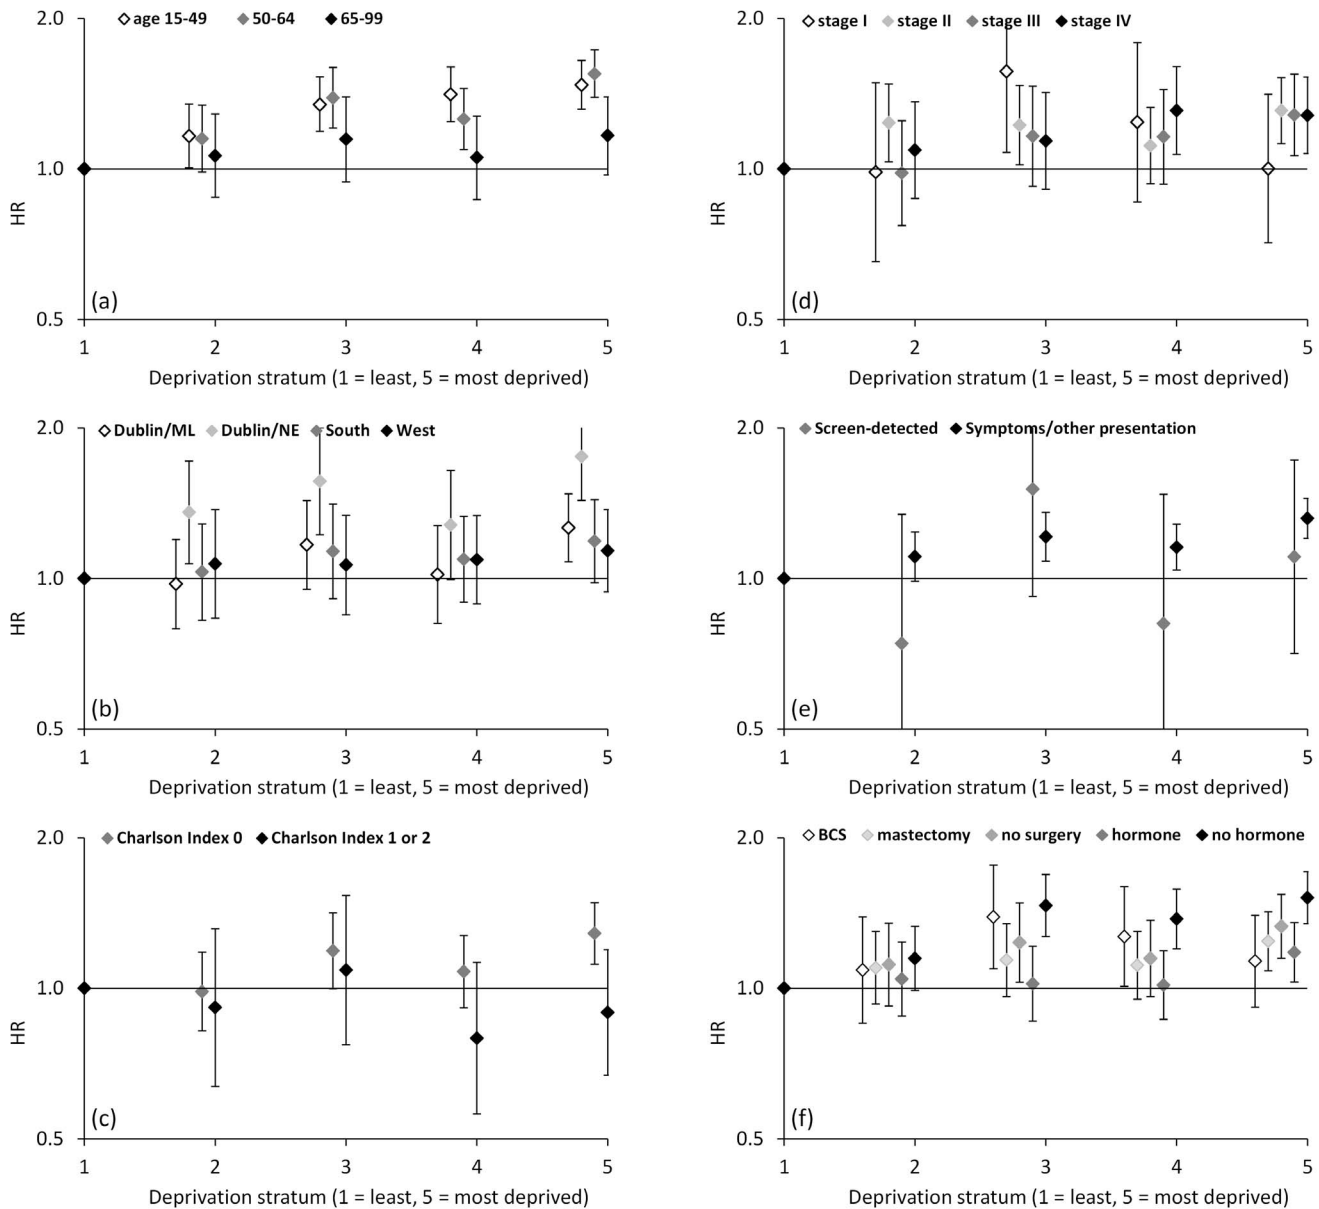 age 15-49 50-64 65-99
2.0
1.0
0.5
HR
(a)
1 2 3 4 5
Deprivation stratum (1 = least, 5 = most deprived)
stage I stage II stage III stage IV
2.0
1.0
0.5
HR
(d)
1 2 3 4 5
Deprivation stratum (1 = least, 5 = most deprived)
Dublin/ML Dublin/NE South West
2.0
1.0
0.5
HR
(b)
1 2 3 4 5
Deprivation stratum (1 = least, 5 = most deprived)
Screen-detected Symptoms/other presentation
2.0
1.0
0.5
HR
(e)
1 2 3 4 5
Deprivation stratum (1 = least, 5 = most deprived)
Charlson Index 0 Charlson Index 1 or 2
2.0
1.0
0.5
HR
(c)
1 2 3 4 5
Deprivation stratum (1 = least, 5 = most deprived)
BCS mastectomy no surgery hormone no hormone
2.0
1.0
0.5
HR
(f)
1 2 3 4 5
Deprivation stratum (1 = least, 5 = most deprived)